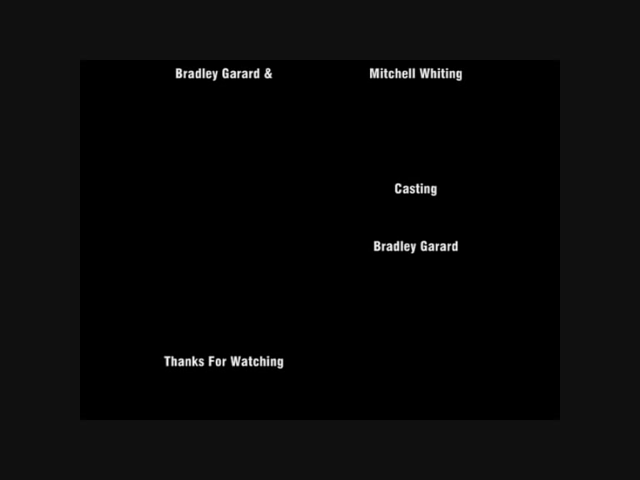 Bradley Garard & Mitchell Whiting
Casting
Bradley Garard
Thanks For Watching